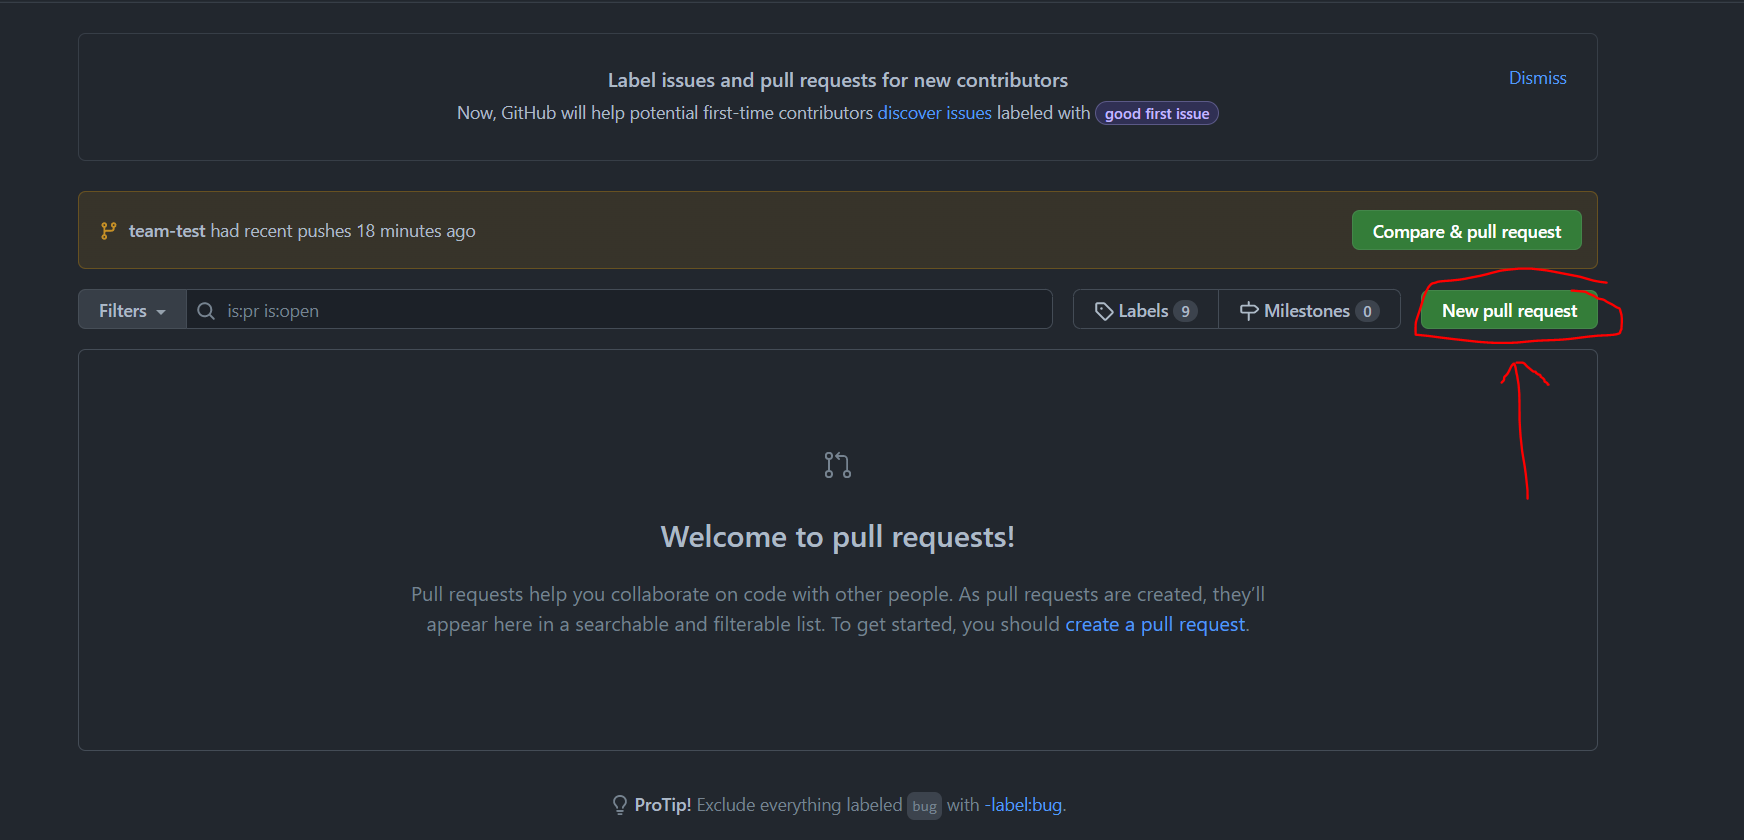 Label issues and pull requests for new contributors
Dismiss
Now, GitHub will help potential first-time contributors discover issues labeled with good first issue
team-test had recent pushes 18 minutes ago
Compare & pull request
Filters
is:pr is:open
Labels 9
Milestones 0
New pull request
Welcome to pull requests!
Pull requests help you collaborate on code with other people. As pull requests are created, they’ll
appear here in a searchable and filterable list. To get started, you should create a pull request.
ProTip! Exclude everything labeled bug with -label:bug.